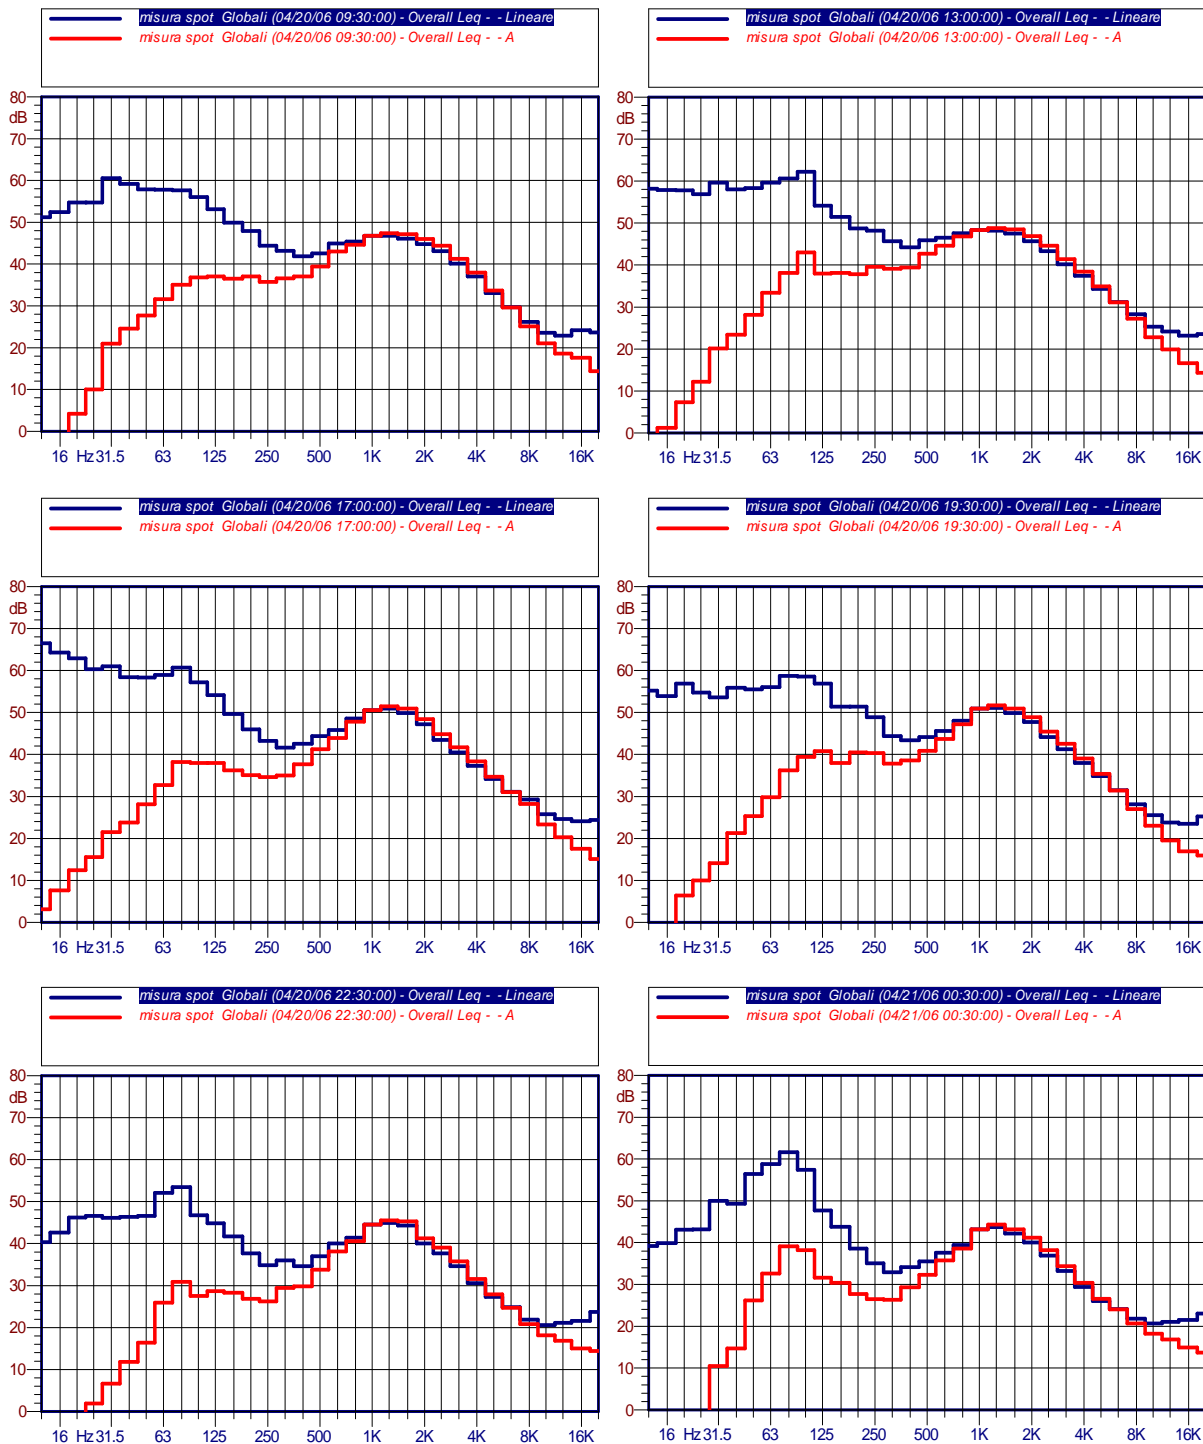 misura spot Globali (04/20/06 09:30:00) - Overall Leq - - Lineare
misura spot Globali (04/20/06 09:30:00) - Overall Leq - - A
80
dB
70
60
50
40
30
20
10
0
16 Hz 31.5 63 125 250 500 1K 2K 4K 8K 16K
misura spot Globali (04/20/06 13:00:00) - Overall Leq - - Lineare
misura spot Globali (04/20/06 13:00:00) - Overall Leq - - A
80
dB
70
60
50
40
30
20
10
0
16 Hz 31.5 63 125 250 500 1K 2K 4K 8K 16K
misura spot Globali (04/20/06 17:00:00) - Overall Leq - - Lineare
misura spot Globali (04/20/06 17:00:00) - Overall Leq - - A
80
dB
70
60
50
40
30
20
10
0
16 Hz 31.5 63 125 250 500 1K 2K 4K 8K 16K
misura spot Globali (04/20/06 19:30:00) - Overall Leq - - Lineare
misura spot Globali (04/20/06 19:30:00) - Overall Leq - - A
80
dB
70
60
50
40
30
20
10
0
16 Hz 31.5 63 125 250 500 1K 2K 4K 8K 16K
misura spot Globali (04/20/06 22:30:00) - Overall Leq - - Lineare
misura spot Globali (04/20/06 22:30:00) - Overall Leq - - A
80
dB
70
60
50
40
30
20
10
0
16 Hz 31.5 63 125 250 500 1K 2K 4K 8K 16K
misura spot Globali (04/21/06 00:30:00) - Overall Leq - - Lineare
misura spot Globali (04/21/06 00:30:00) - Overall Leq - - A
80
dB
70
60
50
40
30
20
10
0
16 Hz 31.5 63 125 250 500 1K 2K 4K 8K 16K